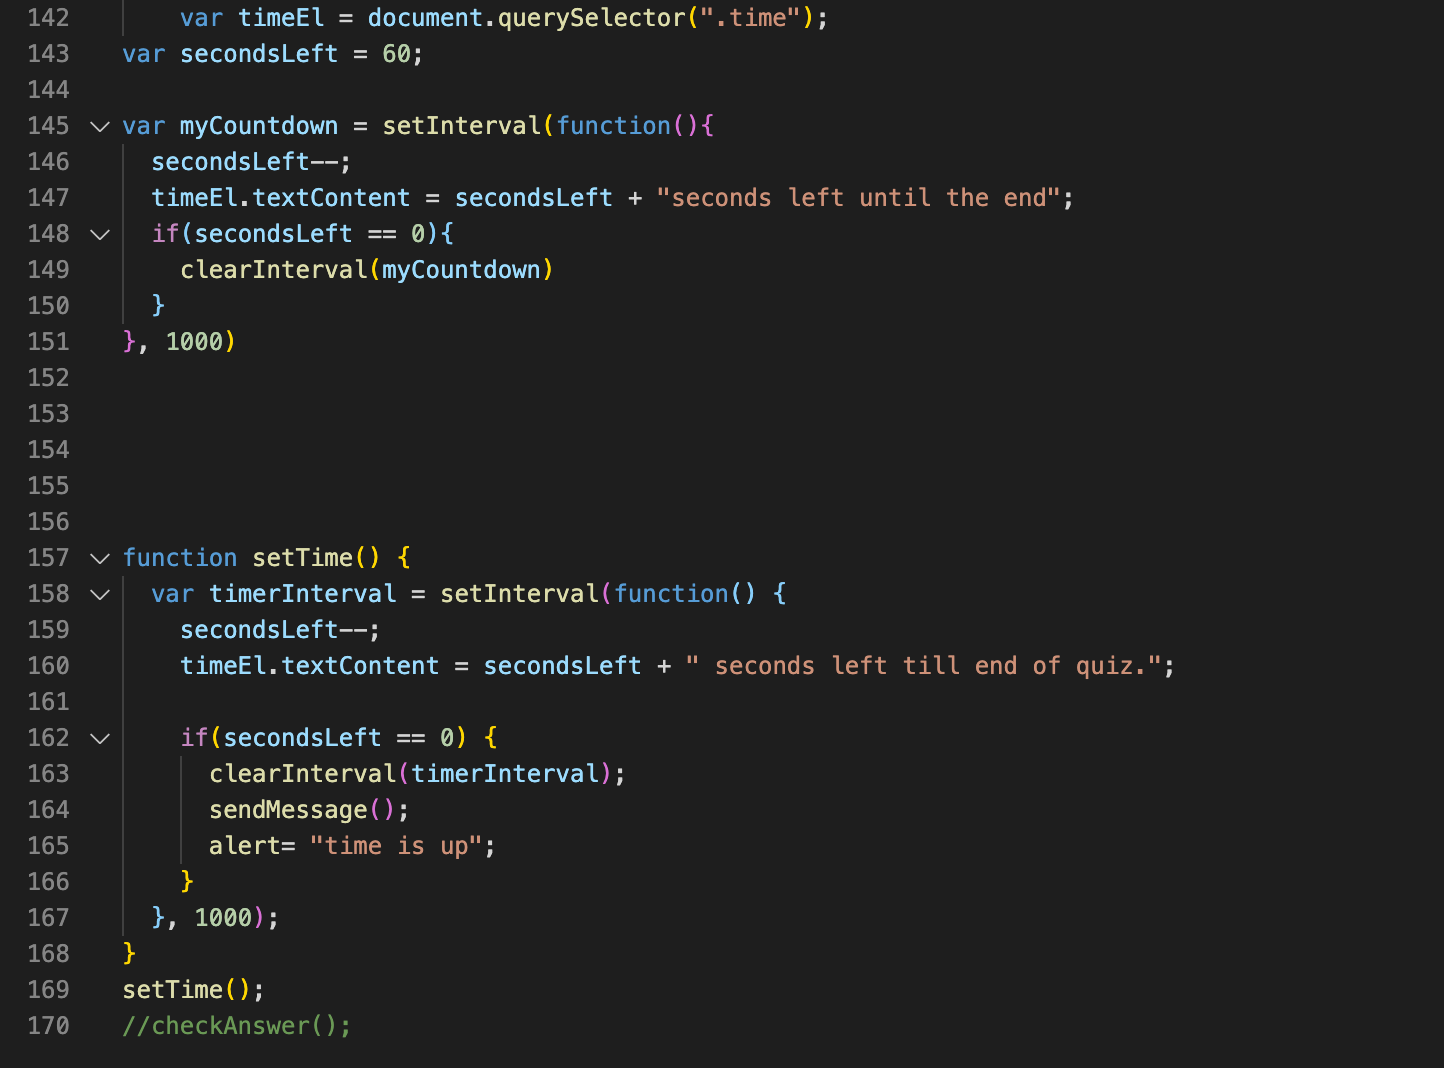 142 var timeEl = document.querySelector(".time");
143 var secondsLeft = 60;
144
145 var myCountdown = setInterval(function(){
146 secondsLeft--;
147 timeEl.textContent = secondsLeft + "seconds left until the end";
148 if(secondsLeft == 0){
149 clearInterval(myCountdown)
150 }
151 }, 1000)
152
153
154
155
156
157 function setTime() {
158 var timerInterval = setInterval(function() {
159 secondsLeft--;
160 timeEl.textContent = secondsLeft + " seconds left till end of quiz.";
161
162 if(secondsLeft == 0) {
163 clearInterval(timerInterval);
164 sendMessage();
165 alert= "time is up";
166 }
167 }, 1000);
168 }
169 setTime();
170 //checkAnswer();